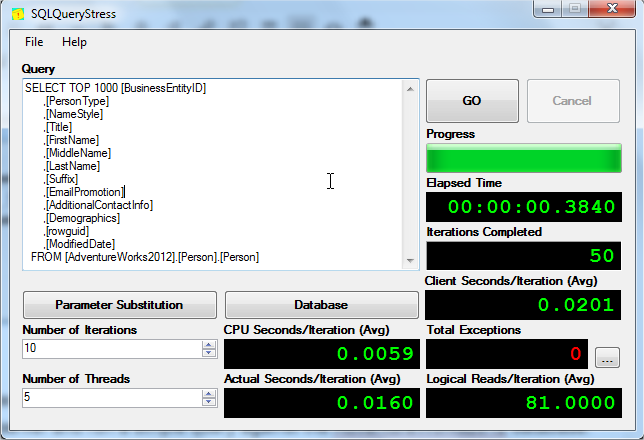 SQLQueryStress
File Help
Query
SELECT TOP 1000 [BusinessEntityID]
,[PersonType]
,[NameStyle]
,[Title]
,[FirstName]
,[MiddleName]
,[LastName]
,[Suffix]
,[EmailPromotion]
,[AdditionalContactInfo]
,[Demographics]
,[rowguid]
,[ModifiedDate]
FROM [AdventureWorks2012].[Person].[Person]
GO
Cancel
Progress
Elapsed Time
00:00:00.3840
Iterations Completed
50
Client Seconds/Iteration (Avg)
0.0201
Parameter Substitution
Database
Number of Iterations
10
CPU Seconds/Iteration (Avg)
0.0059
Total Exceptions
0
...
Number of Threads
5
Actual Seconds/Iteration (Avg)
0.0160
Logical Reads/Iteration (Avg)
81.0000